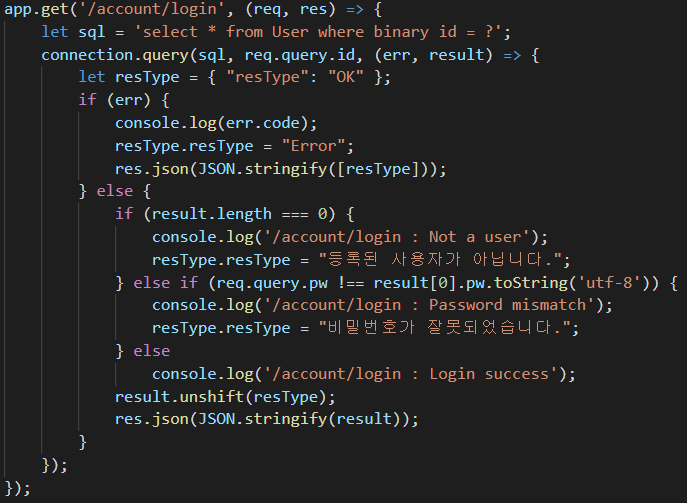 app.get('/account/login', (req, res) => {
    let sql = 'select * from User where binary id = ?';
    connection.query(sql, req.query.id, (err, result) => {
        let resType = { "resType": "OK" };
        if (err) {
            console.log(err.code);
            resType.resType = "Error";
            res.json(JSON.stringify([resType]));
        } else {
            if (result.length === 0) {
                console.log('/account/login : Not a user');
                resType.resType = "등록된 사용자가 아닙니다.";
            } else if (req.query.pw !== result[0].pw.toString('utf-8')) {
                console.log('/account/login : Password mismatch');
                resType.resType = "비밀번호가 잘못되었습니다.";
            } else
                console.log('/account/login : Login success');
            result.unshift(resType);
            res.json(JSON.stringify(result));
        }
    });
});